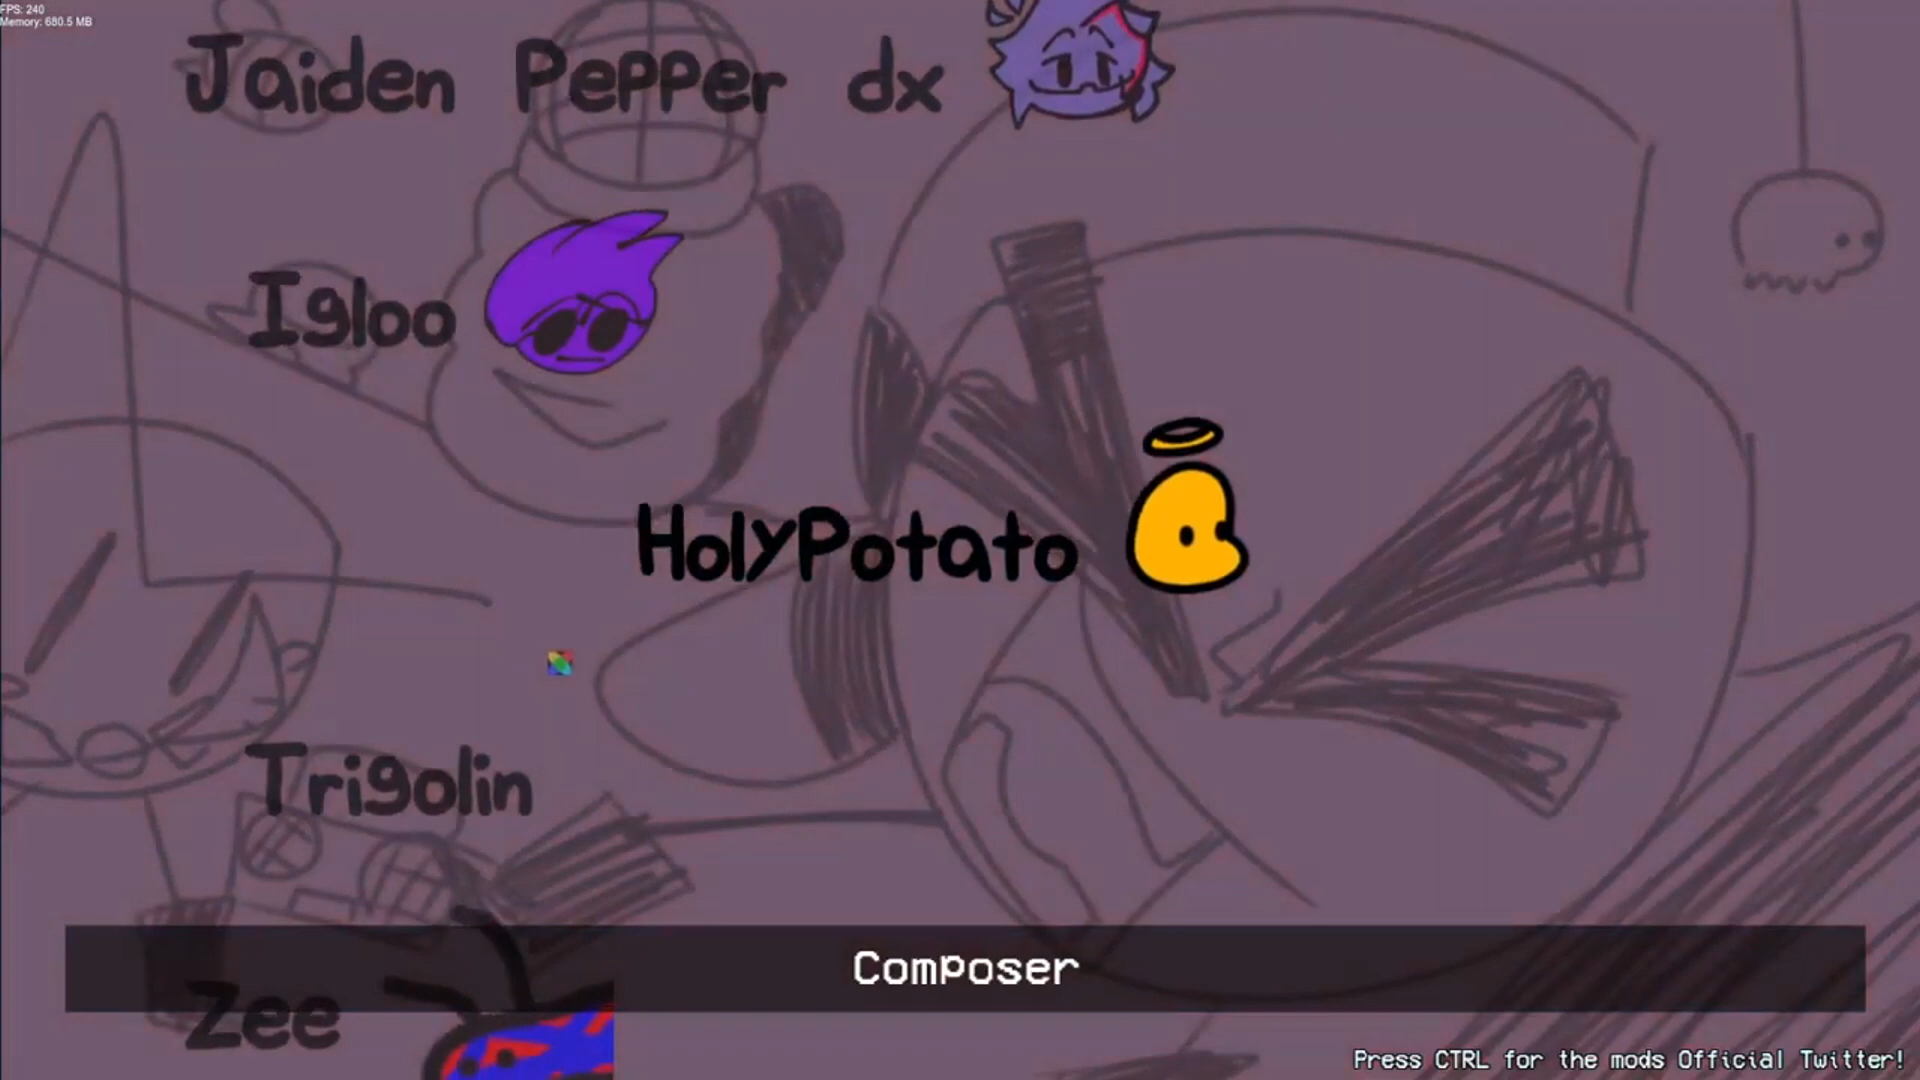 FPS: 240
Memory: 680.5 MB
Jaiden Pepper dx
Igloo
HolyPotato
Trigolin
Composer
Zee
Press CTRL for the mods Official Twitter!